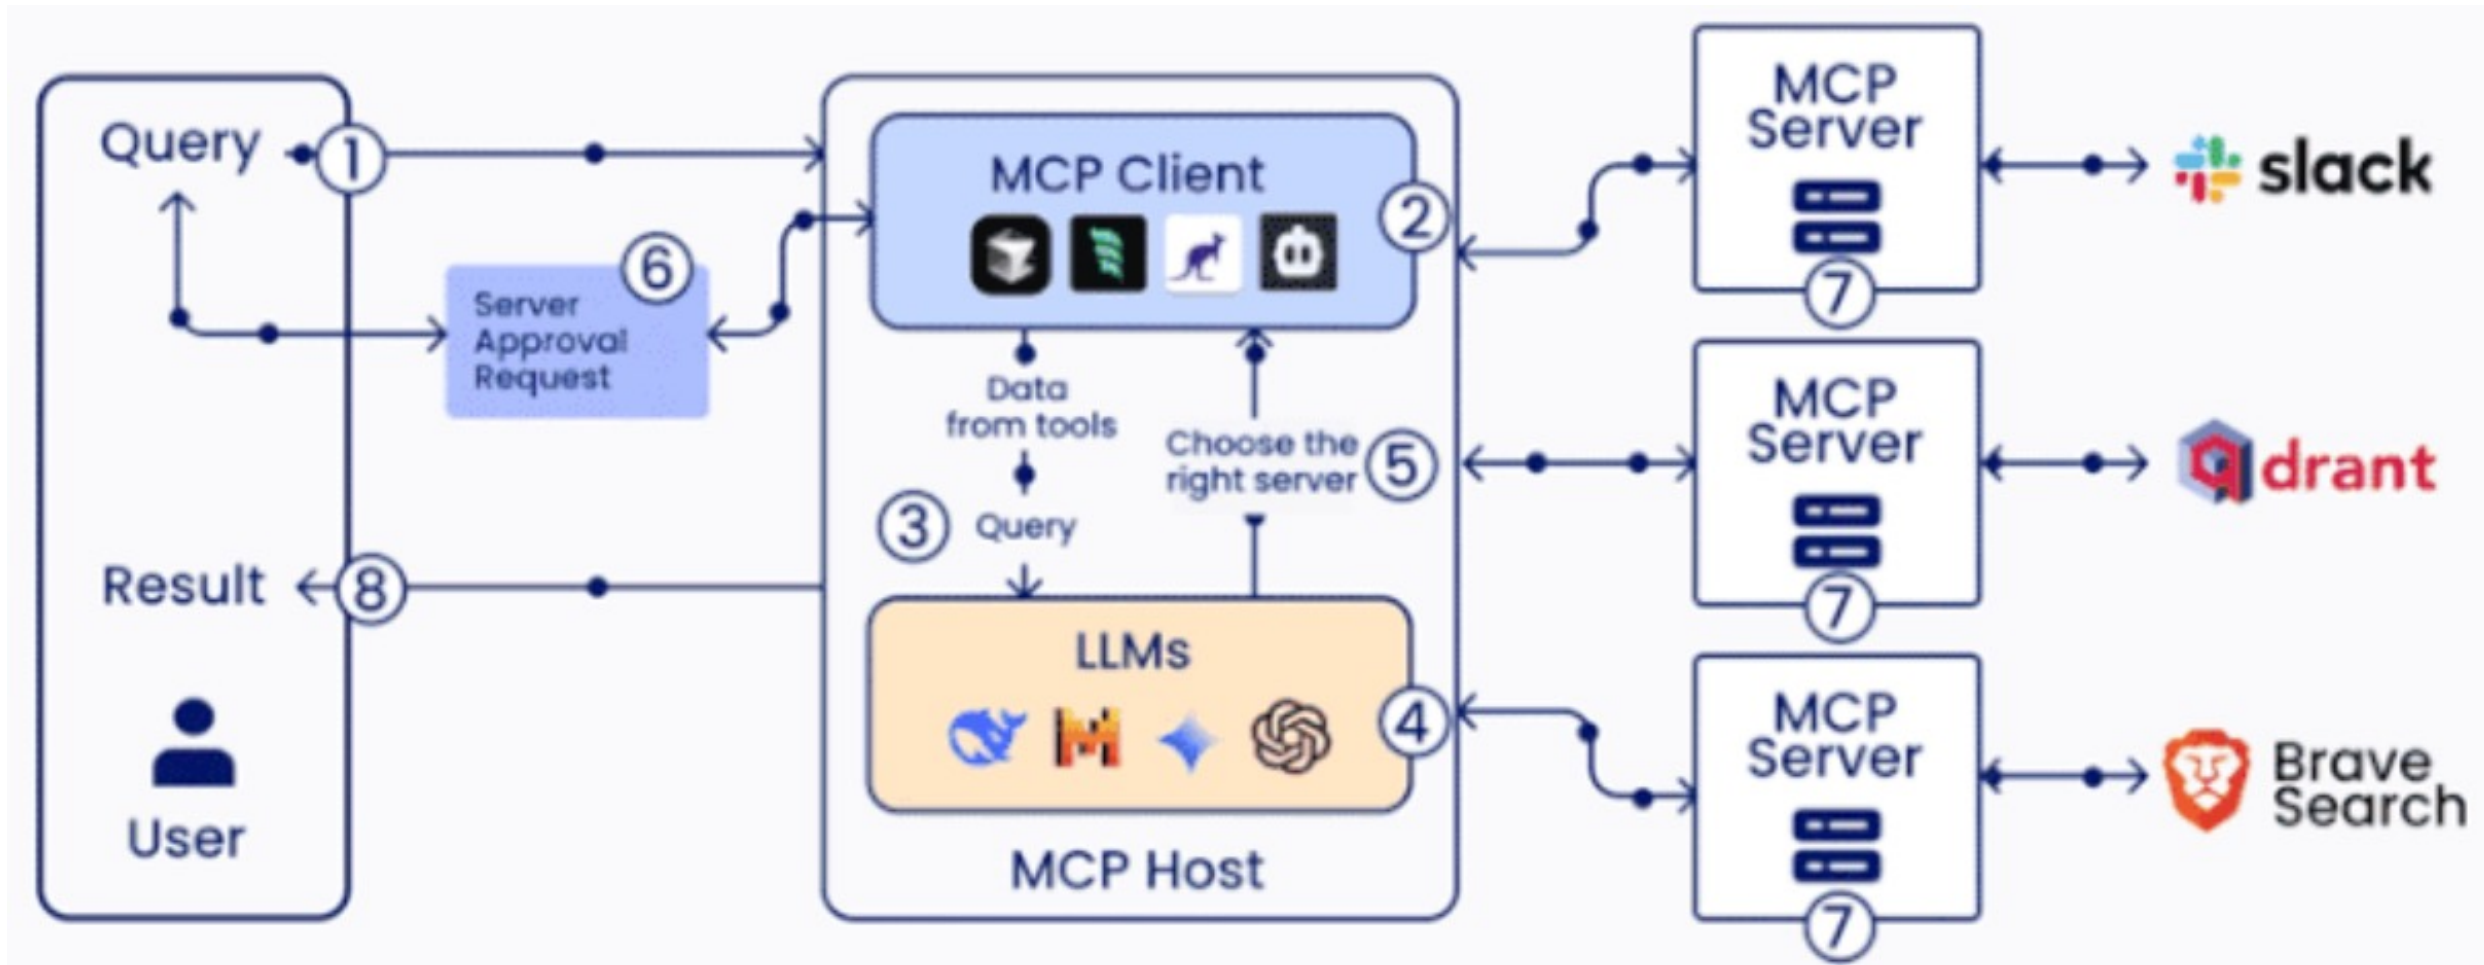 Query
1
6
Server
Approval
Request
Result
8
User
MCP Client
2
Data
from tools
3
Query
Choose the
right server
5
LLMs
4
MCP Host
MCP
Server
7
slack
MCP
Server
7
qdrant
MCP
Server
7
Brave
Search